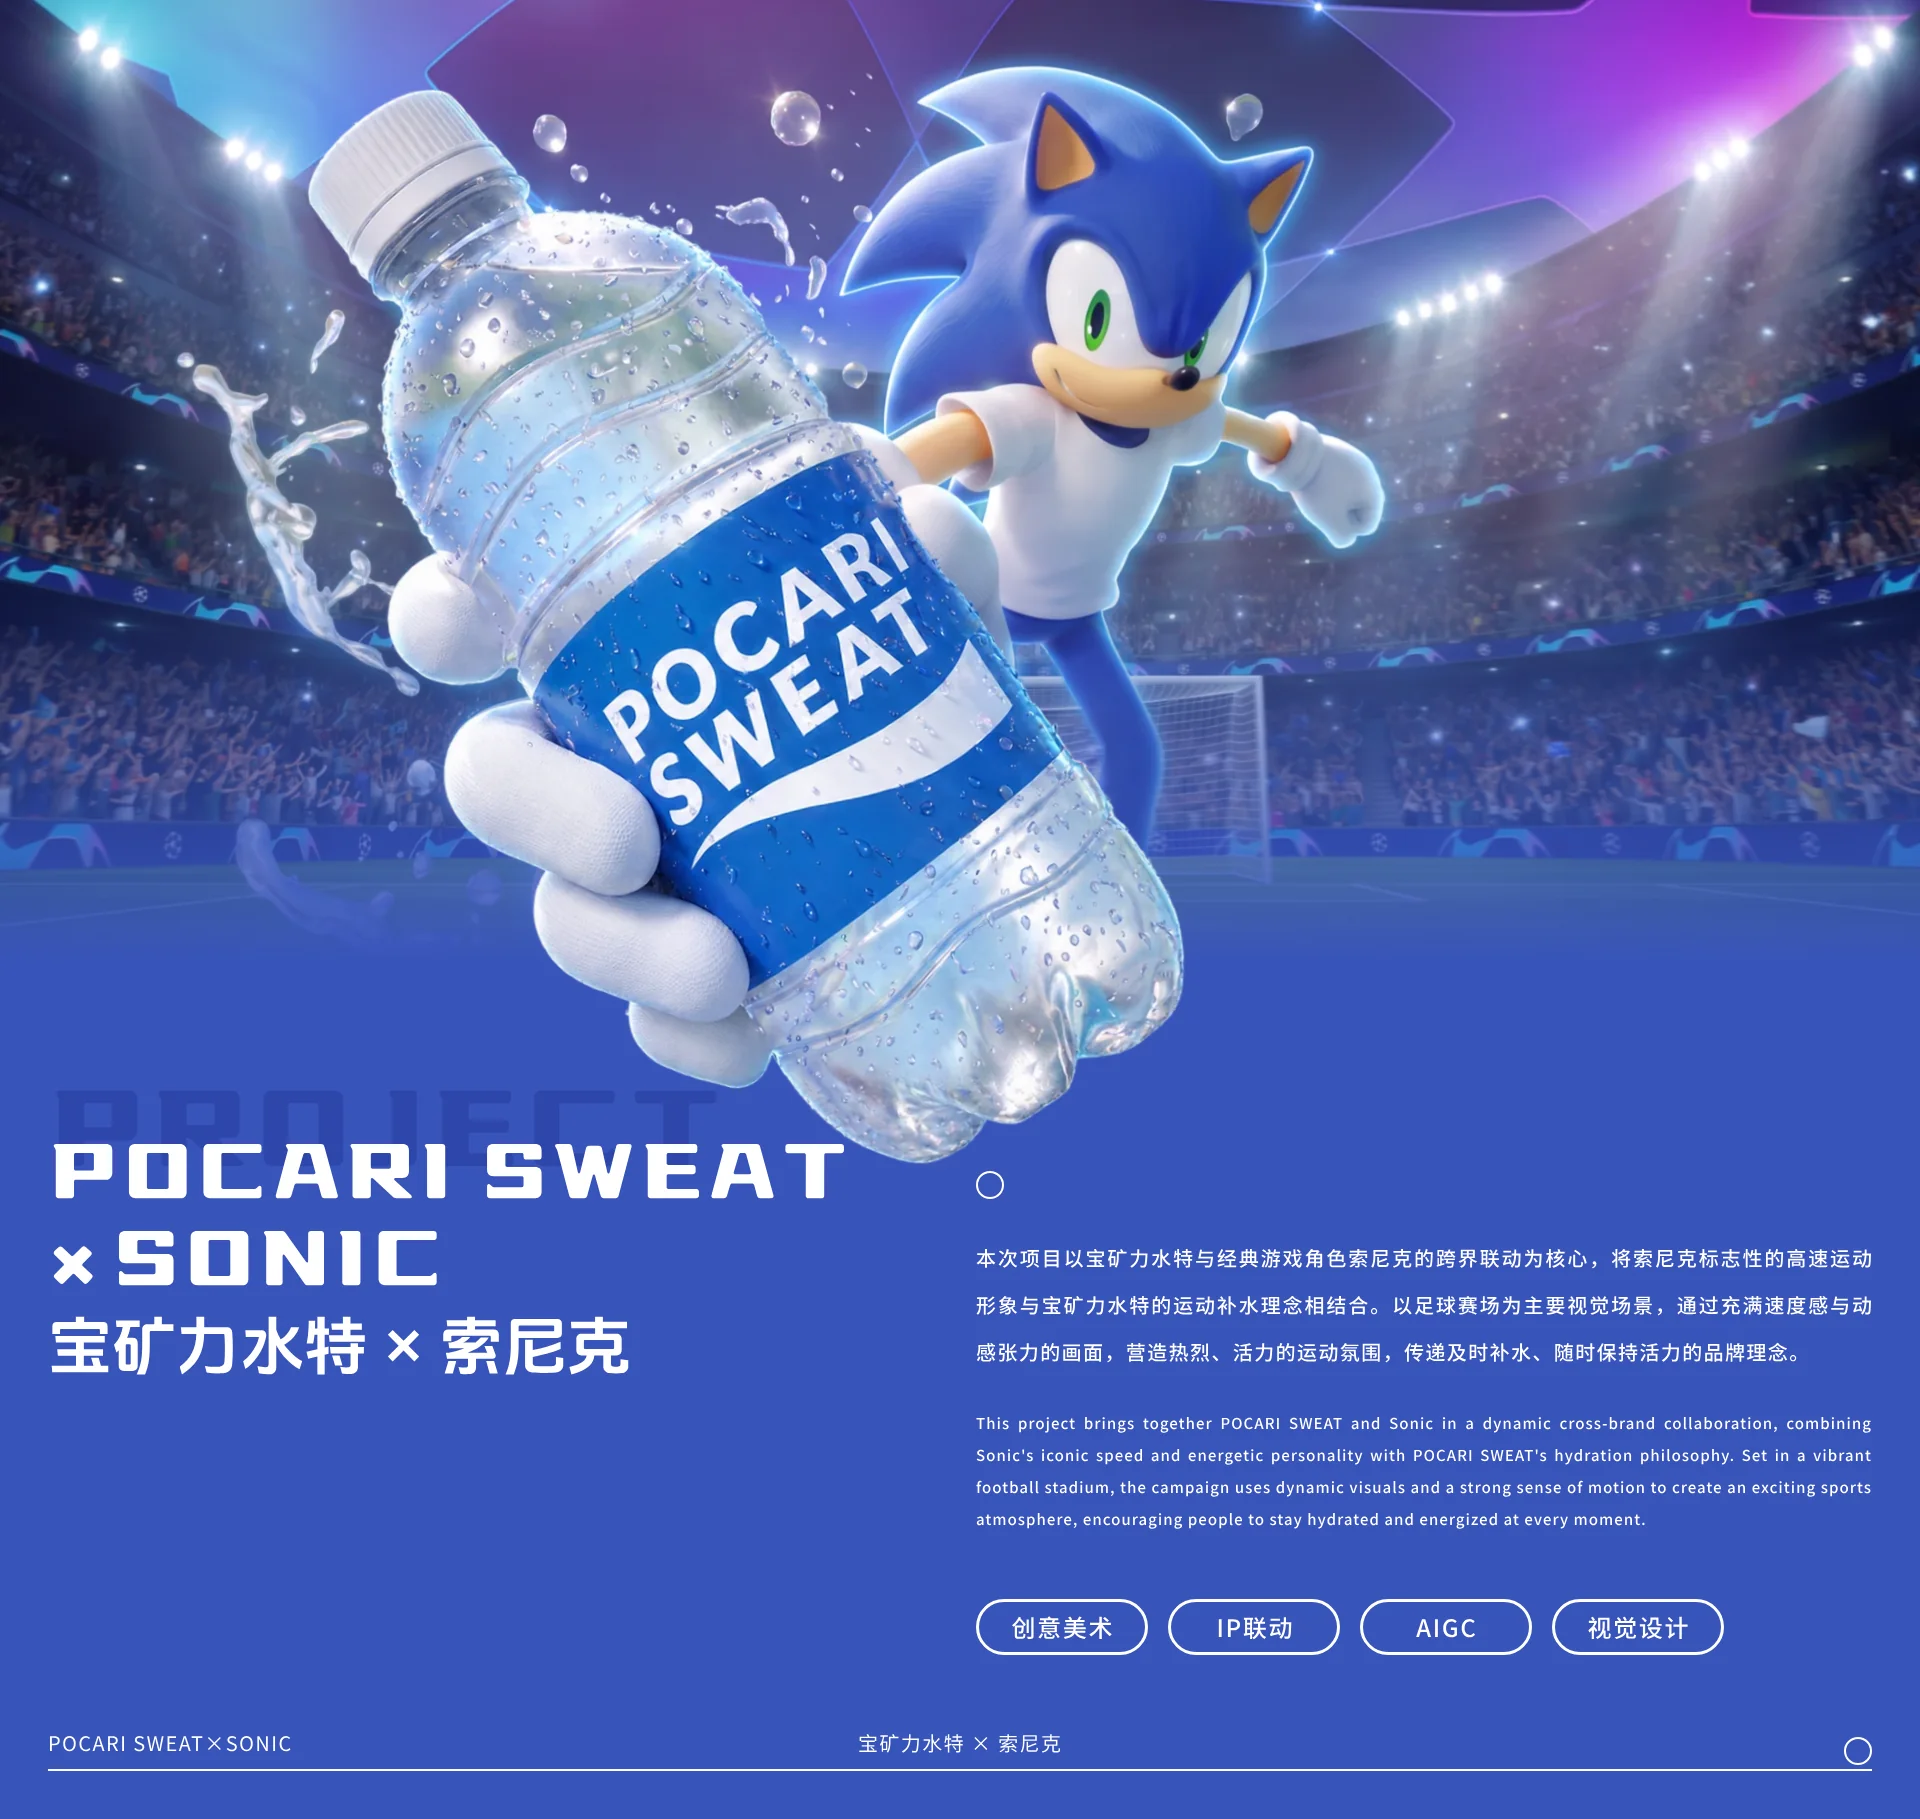 POCARI
SWEAT
PROJECT
POCARI SWEAT
× SONIC
宝矿力水特 × 索尼克
本次项目以宝矿力水特与经典游戏角色索尼克的跨界联动为核心，将索尼克标志性的高速运动
形象与宝矿力水特的运动补水理念相结合。以足球赛场为主要视觉场景，通过充满速度感与动
感张力的画面，营造热烈、活力的运动氛围，传递及时补水、随时保持活力的品牌理念。
This project brings together POCARI SWEAT and Sonic in a dynamic cross-brand collaboration, combining
Sonic's iconic speed and energetic personality with POCARI SWEAT's hydration philosophy. Set in a vibrant
football stadium, the campaign uses dynamic visuals and a strong sense of motion to create an exciting sports
atmosphere, encouraging people to stay hydrated and energized at every moment.
创意美术 IP联动 AIGC 视觉设计
POCARI SWEAT×SONIC 宝矿力水特 × 索尼克